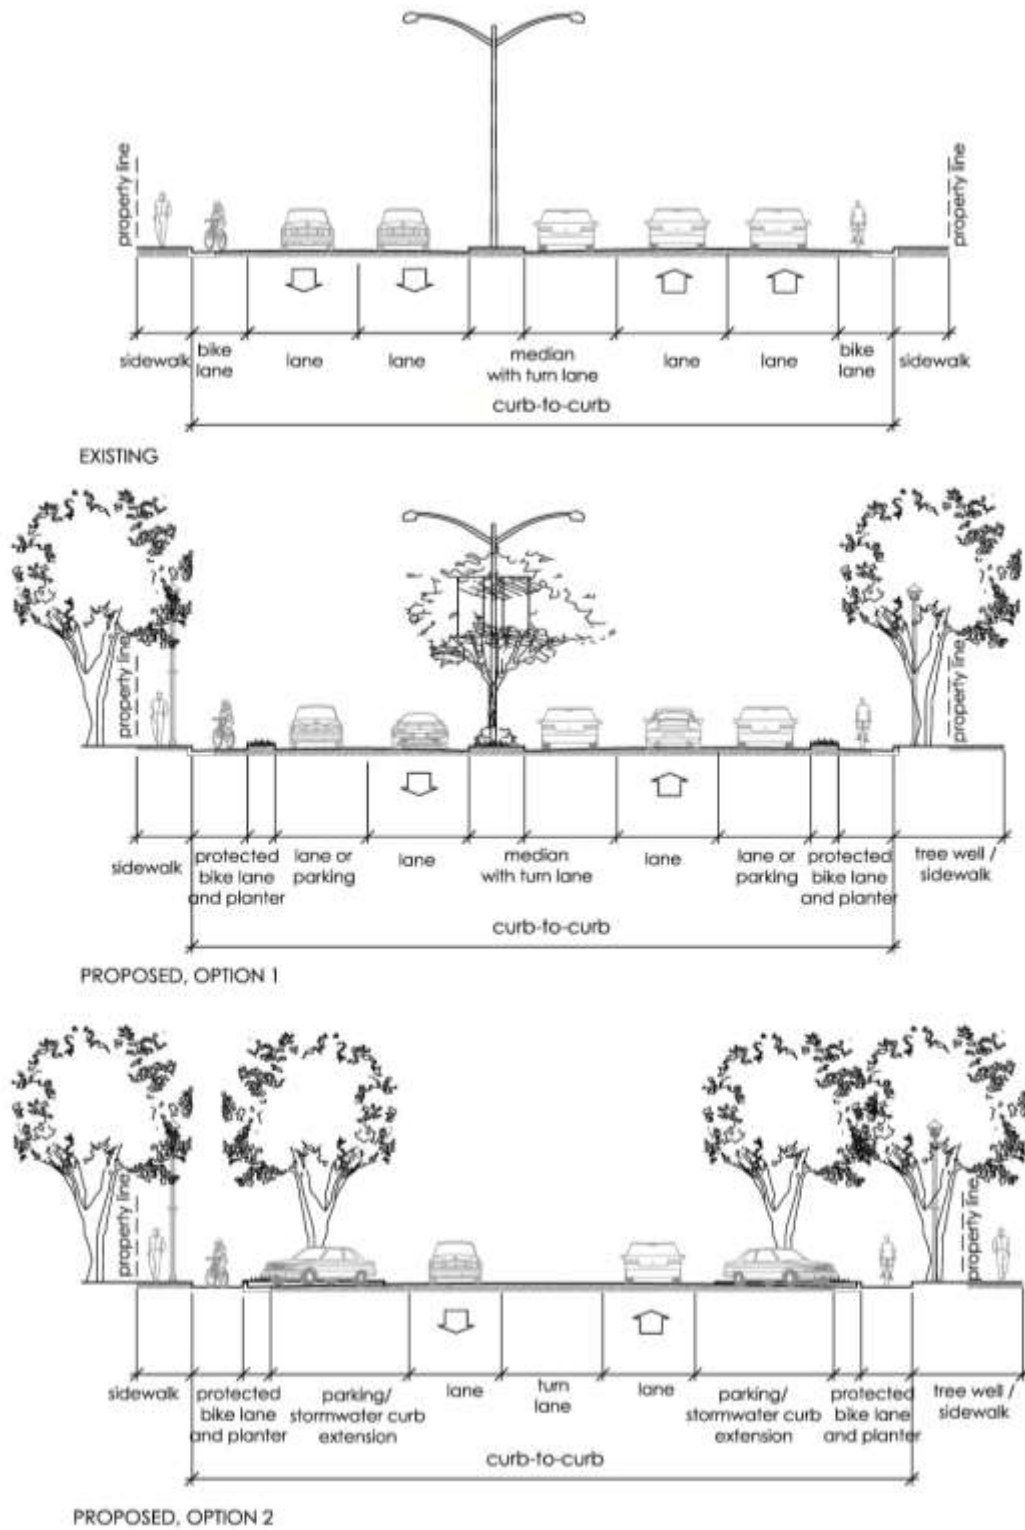 property line
property line
sidewalk
bike
lane
lane
lane
median
with turn lane
lane
lane
bike
lane
sidewalk
curb-to-curb
EXISTING
property line
property line
sidewalk
protected
bike lane
and planter
lane or
parking
lane
median
with turn lane
lane
lane or
parking
protected
bike lane
and planter
tree well /
sidewalk
curb-to-curb
PROPOSED, OPTION 1
property line
property line
sidewalk
protected
bike lane
and planter
parking/
stormwater curb
extension
lane
turn
lane
lane
parking/
stormwater curb
extension
protected
bike lane
and planter
tree well /
sidewalk
curb-to-curb
PROPOSED, OPTION 2